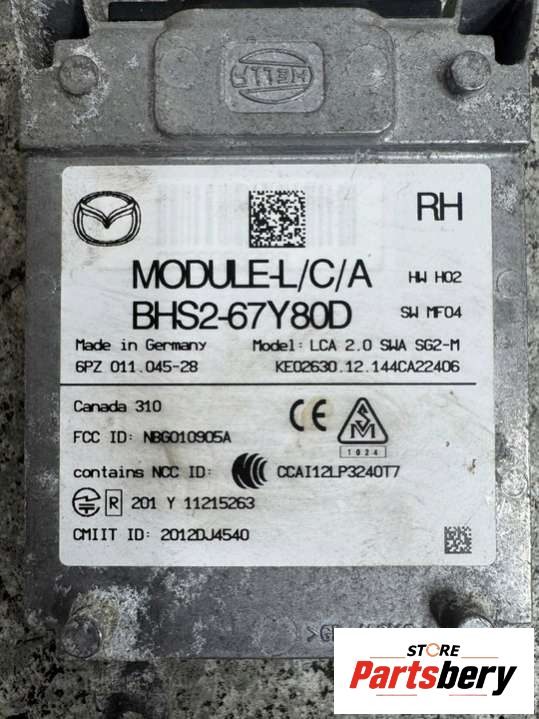 HELLA
RH
MODULE-L/C/A
HW H02
BHS2-67Y80D
SW MF04
Made in Germany
Model: LCA 2.0 SWA SG2-M
6PZ 011.045-28
KE02630.12.144CA22406
Canada 310
CE
SM
1024
FCC ID: NBG010905A
contains NCC ID:
CCAI12LP3240T7
R
201 Y 11215263
CMIIT ID: 2012DJ4540
STORE
Partsbery